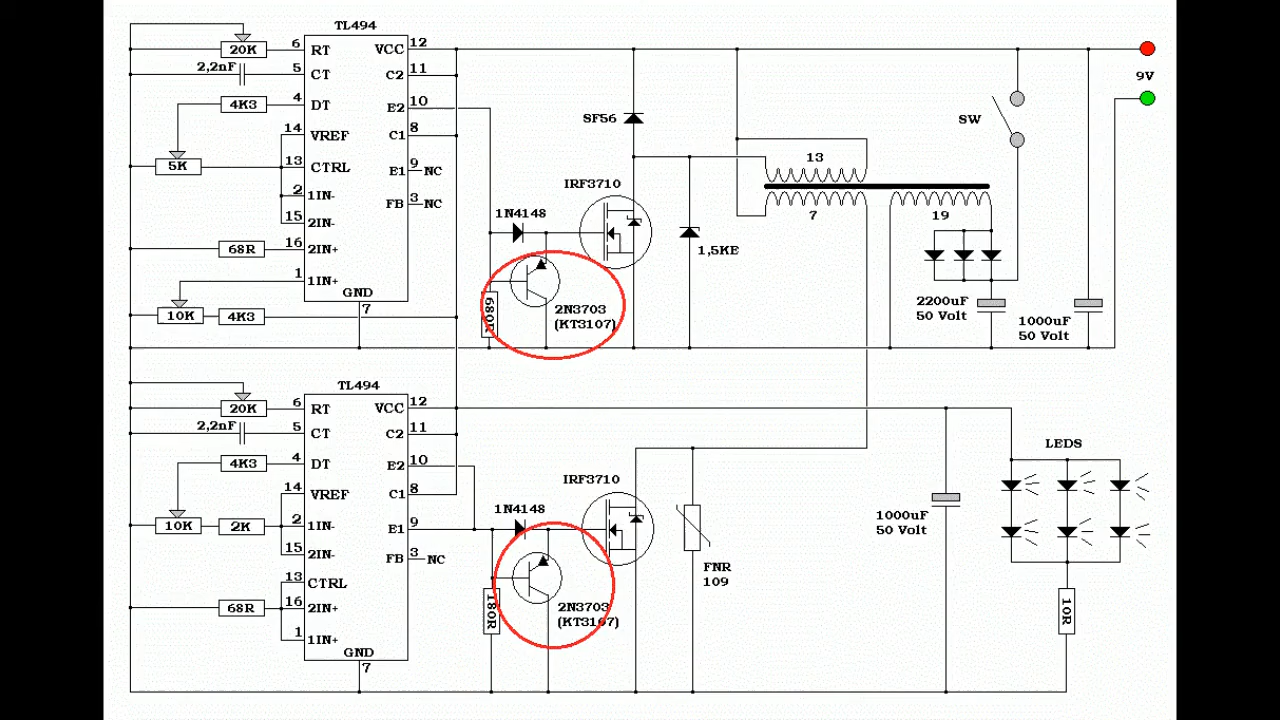 TL494
20K
6 RT
VCC 12
9V
2,2nF
5 CT
C2 11
4K3
4 DT
E2 10
SF56
SW
14 VREF
C1 8
5K
13 CTRL
E1 9 NC
13
2 1IN-
IRF3710
FB 3 NC
15 2IN-
1N4148
7
19
68R
16 2IN+
1,5KE
1 1IN+
GND
7
10K
4K3
680R
2N3703
(KT3107)
2200uF
50 Volt
1000uF
50 Volt
TL494
20K
6 RT
VCC 12
2,2nF
5 CT
C2 11
LEDS
4K3
4 DT
E2 10
IRF3710
14 VREF
C1 8
1N4148
10K
2K
2 1IN-
E1 9
1000uF
50 Volt
15 2IN-
FB 3 NC
FNR
109
13 CTRL
68R
16 2IN+
180R
2N3703
(KT3107)
10R
1 1IN+
GND
7